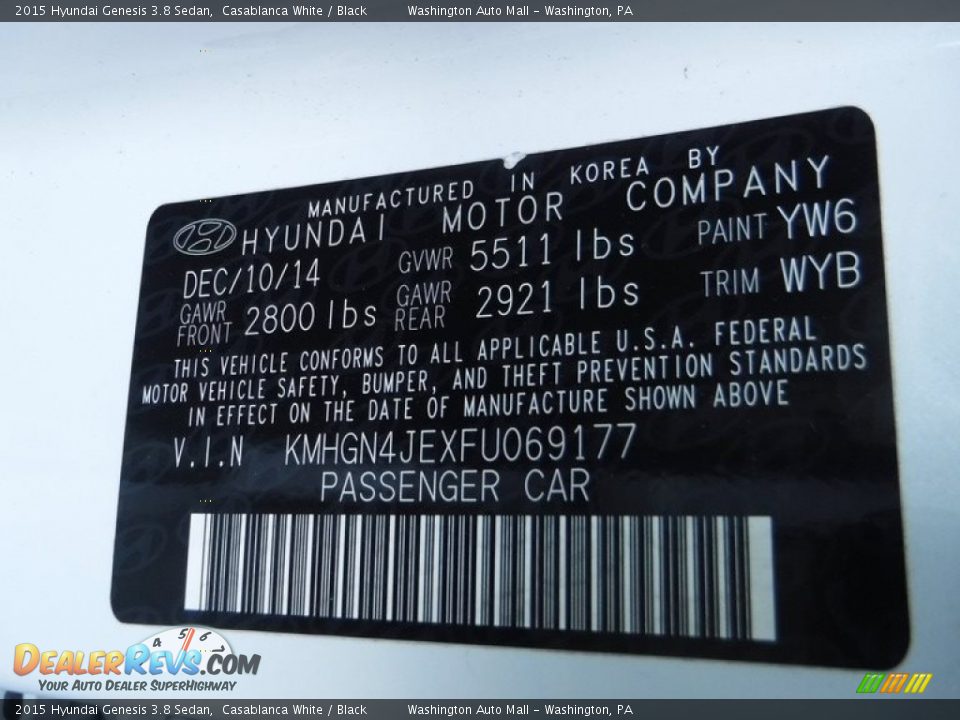 2015 Hyundai Genesis 3.8 Sedan, Casablanca White / Black Washington Auto Mall - Washington, PA
MANUFACTURED IN KOREA BY
HYUNDAI MOTOR COMPANY
DEC/10/14 GVWR 5511 lbs PAINT YW6
GAWR FRONT 2800 lbs GAWR REAR 2921 lbs TRIM WYB
THIS VEHICLE CONFORMS TO ALL APPLICABLE U.S.A. FEDERAL
MOTOR VEHICLE SAFETY, BUMPER, AND THEFT PREVENTION STANDARDS
IN EFFECT ON THE DATE OF MANUFACTURE SHOWN ABOVE
V.I.N KMHGN4JEXFU069177
PASSENGER CAR
4 5 6
DEALERREVS.COM
YOUR AUTO DEALER SUPERHIGHWAY
2015 Hyundai Genesis 3.8 Sedan, Casablanca White / Black Washington Auto Mall - Washington, PA